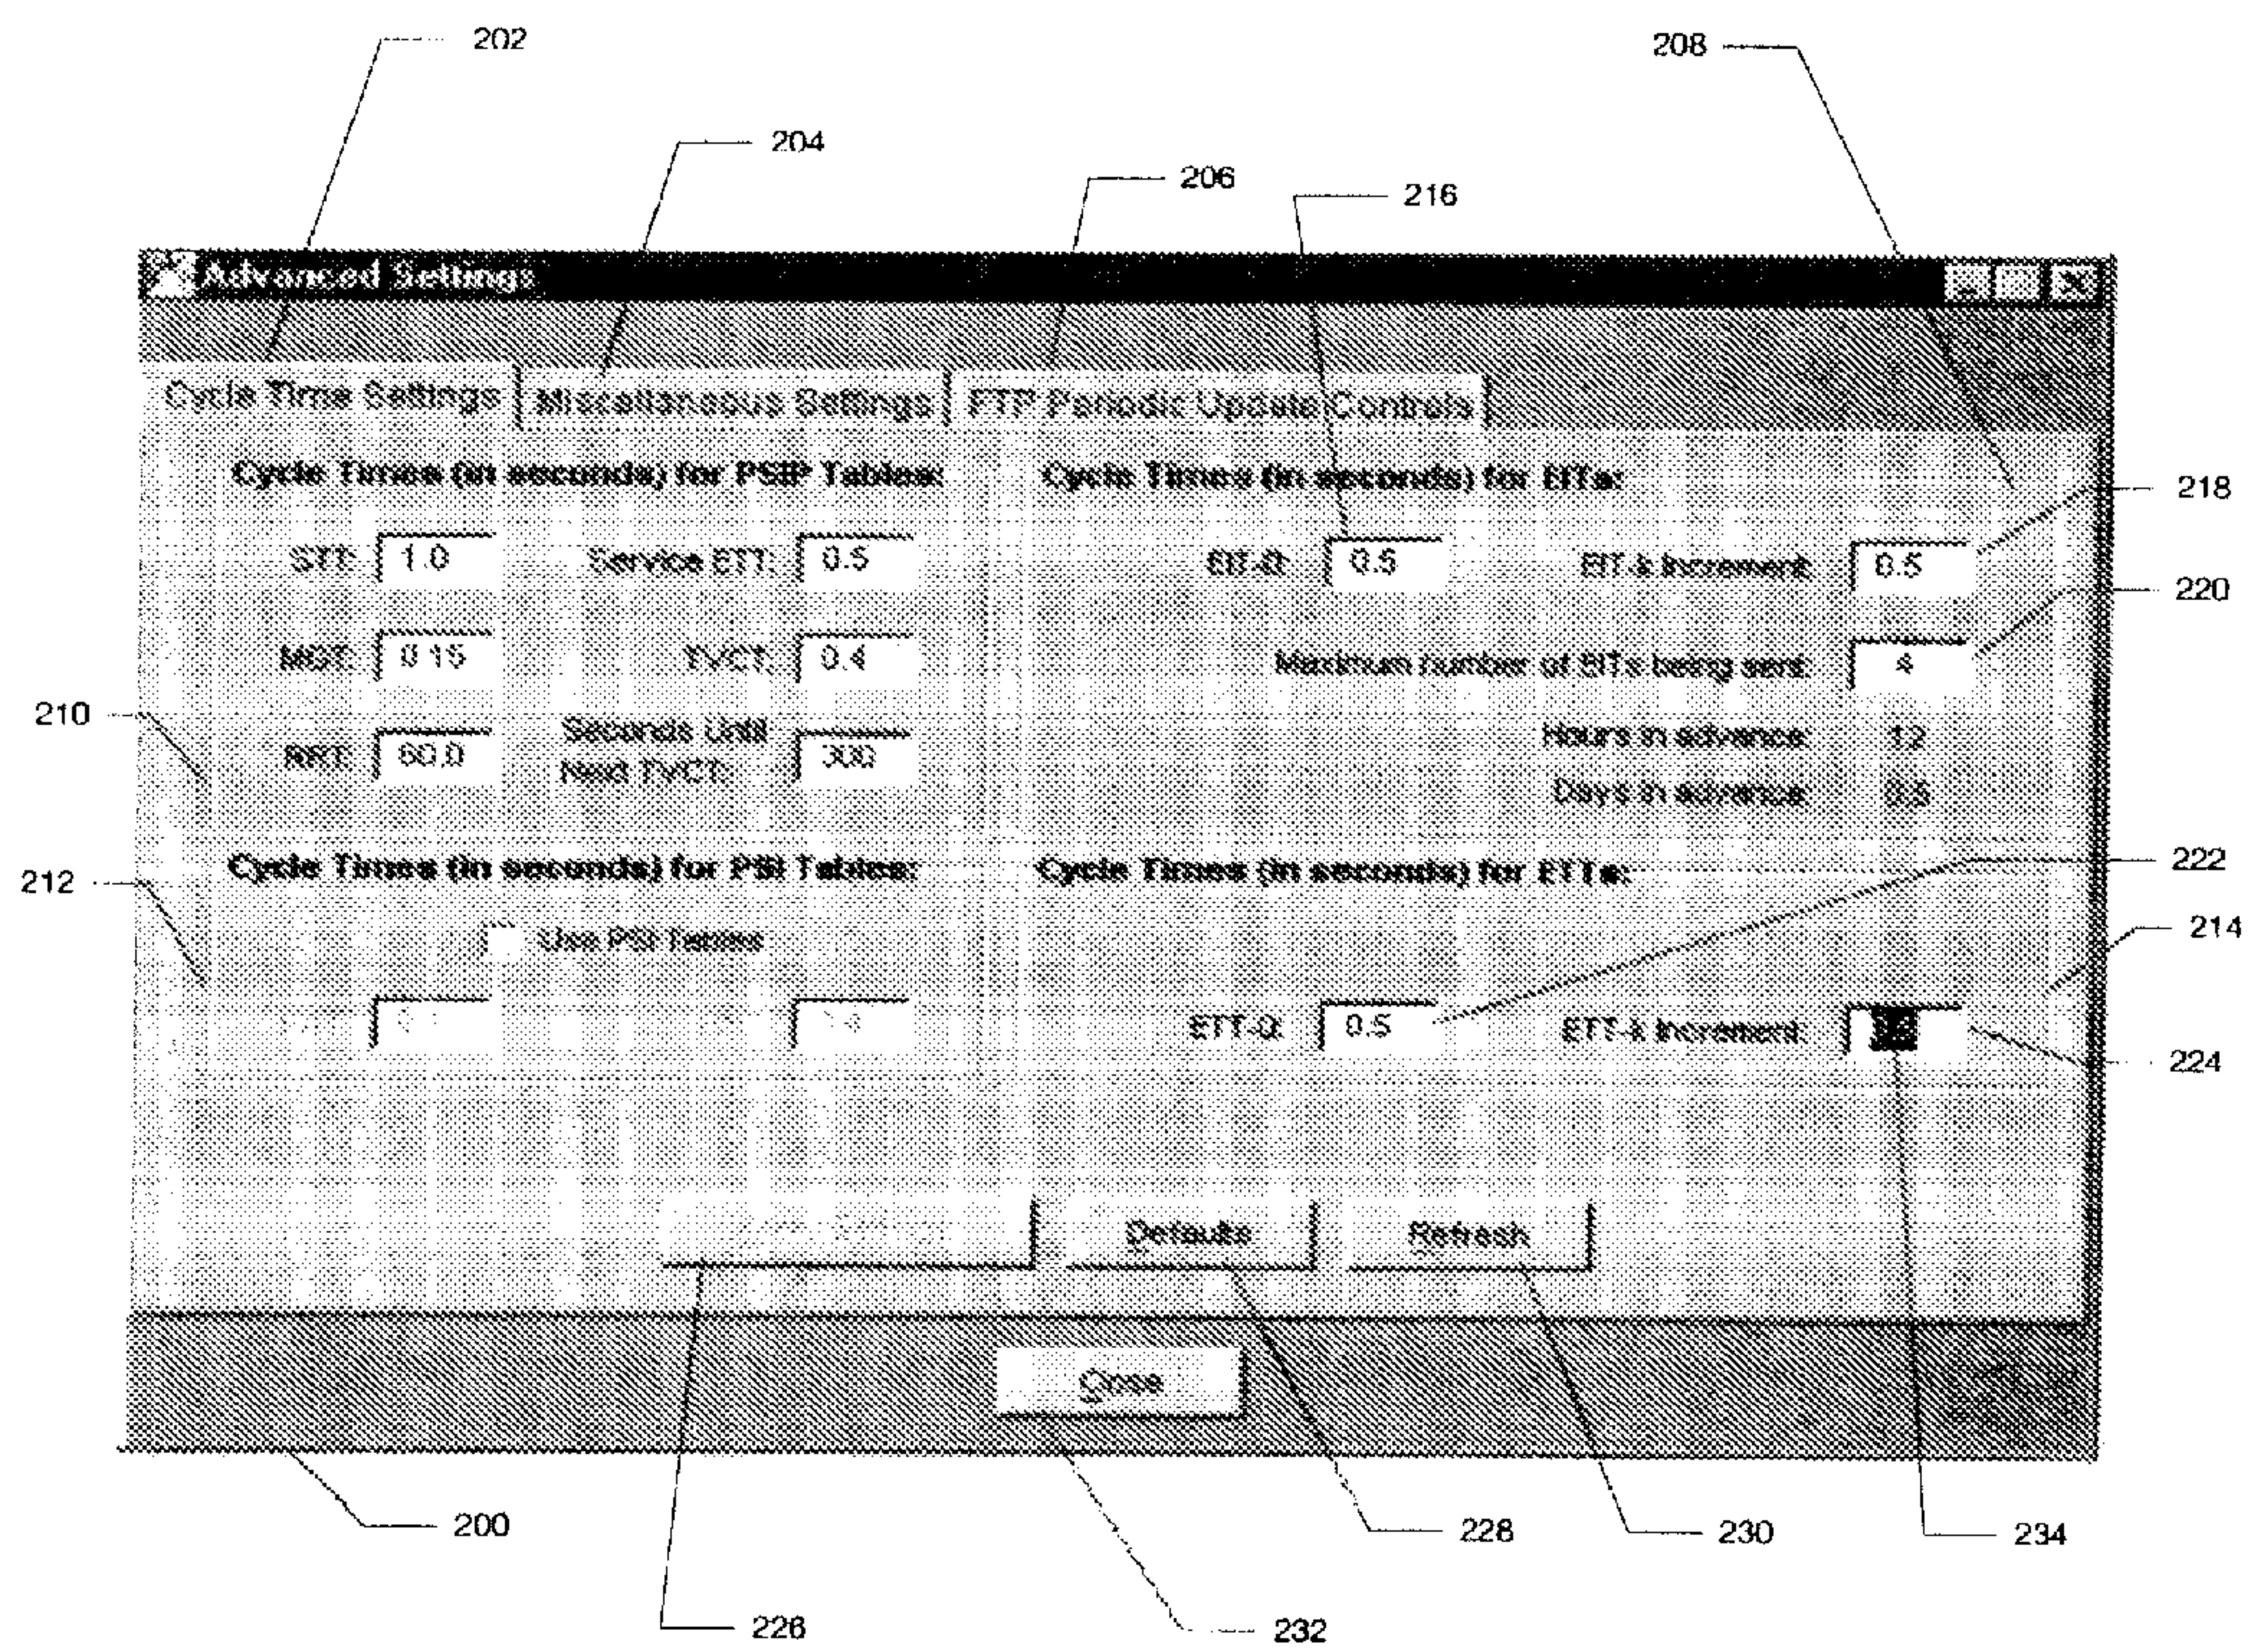 202
208
204
206
216
Advanced Settings
Cycle Time Settings
Miscellaneous Settings
FTP Periodic Update Controls
Cycle Times (in seconds) for PSIP Tables:
Cycle Times (in seconds) for EITs:
218
STT: 1.0
Service ETT: 0.5
EIT-0: 0.5
EIT-k Increment: 0.5
220
MGT: 0.15
TVCT: 0.4
Maximum number of EITs being sent: 4
210
RRT: 60.0
Seconds Until
Next TVCT: 300
Hours in advance: 12
Days in advance: 0.5
222
Cycle Times (in seconds) for PSI Tables:
Cycle Times (in seconds) for ETTs:
212
214
Use PSI Tables
ETT-0: 0.5
ETT-k Increment:
224
Defaults
Refresh
Close
200
228
230
234
226
232